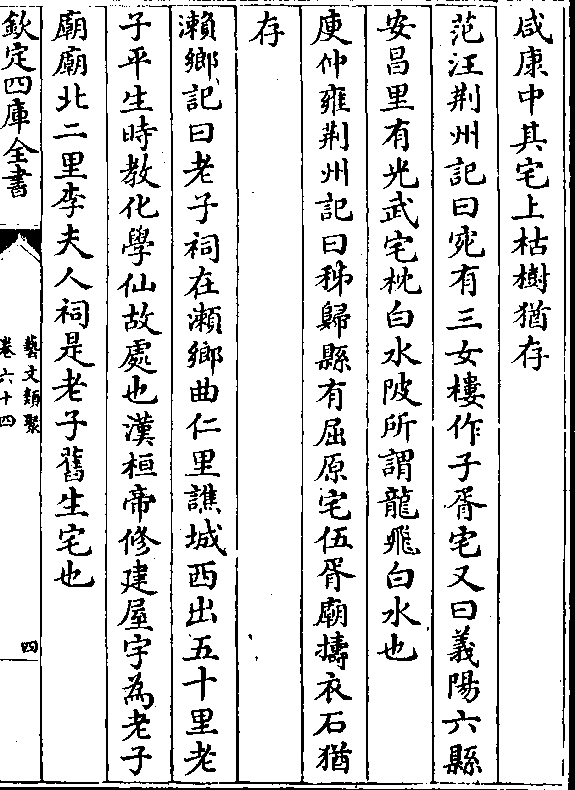 咸康中其宅上枯樹猶存
范汪荆州記曰宛有三女樓作子胥宅又曰義陽六縣
安昌里有光武宅枕白水陂所謂龍飛白水也
庾仲雍荆州記曰秭歸縣有屈原宅伍胥廟擣衣石猶
存
瀨鄉記曰老子祠在瀨鄉曲仁里譙城西出五十里老
子平生時教化學仙故處也漢桓帝修建屋宇為老子
廟廟北二里李夫人祠是老子舊生宅也
欽定四庫全書
藝文類聚
卷六十四
四